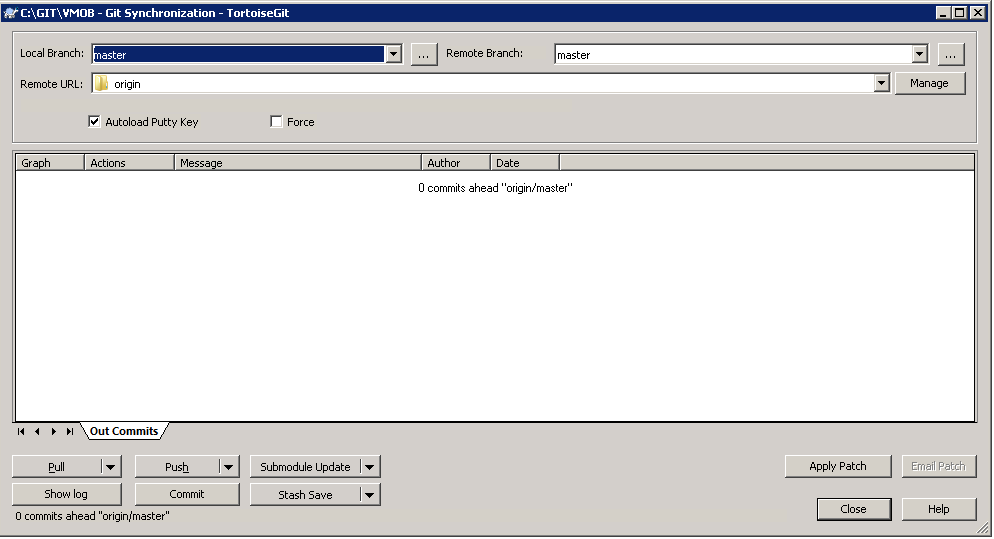 C:\GIT\VMOB - Git Synchronization - TortoiseGit
Local Branch: master ... Remote Branch: master ...
Remote URL: origin Manage
Autoload Putty Key Force
Graph Actions Message Author Date
0 commits ahead "origin/master"
Out Commits
Pull Push Submodule Update Apply Patch Email Patch
Show log Commit Stash Save
Close Help
0 commits ahead "origin/master"